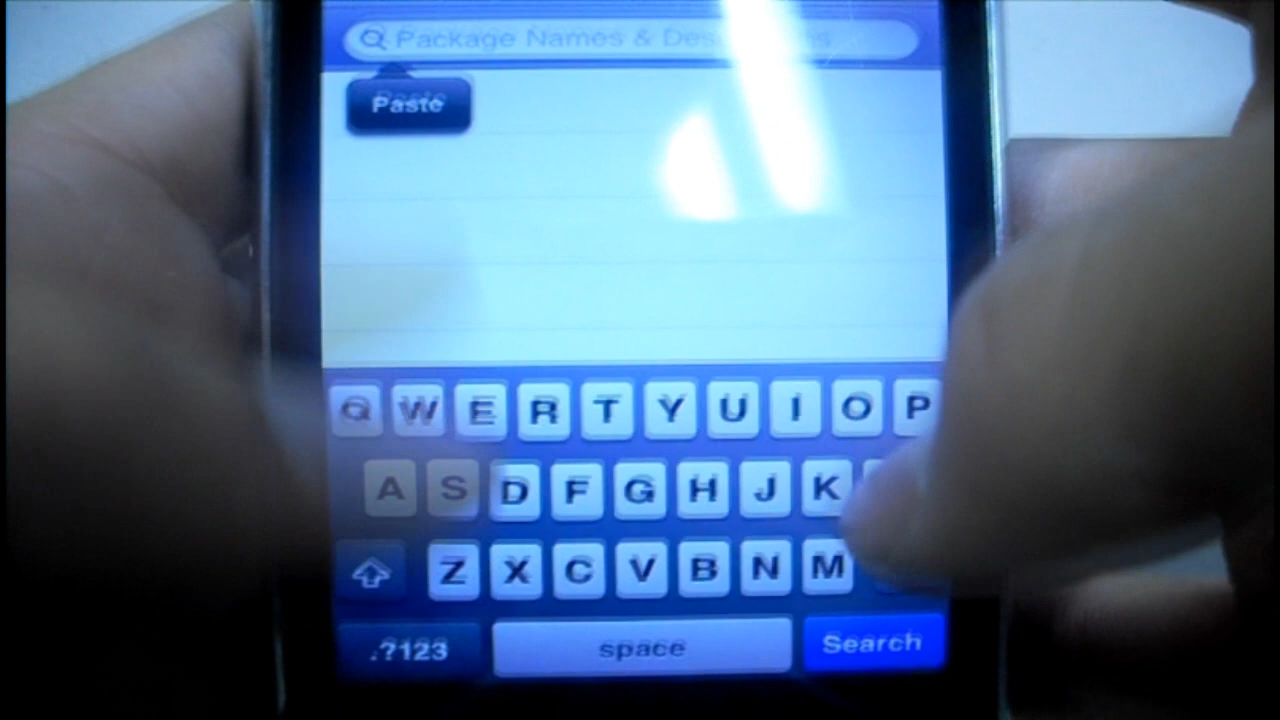 Package Names & Des
Paste
Q W E R T Y U I O P
A S D F G H J K
Z X C V B N M
.?123 space Search